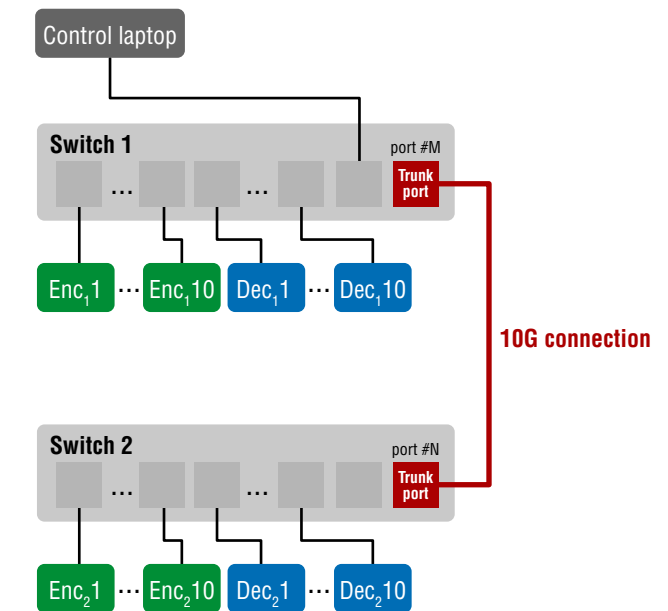 Control laptop
Switch 1
port #M
... ...
Trunk
port
Enc₁1 ... Enc₁10 Dec₁1 ... Dec₁10
10G connection
Switch 2
port #N
... ...
Trunk
port
Enc₂1 ... Enc₂10 Dec₂1 ... Dec₂10